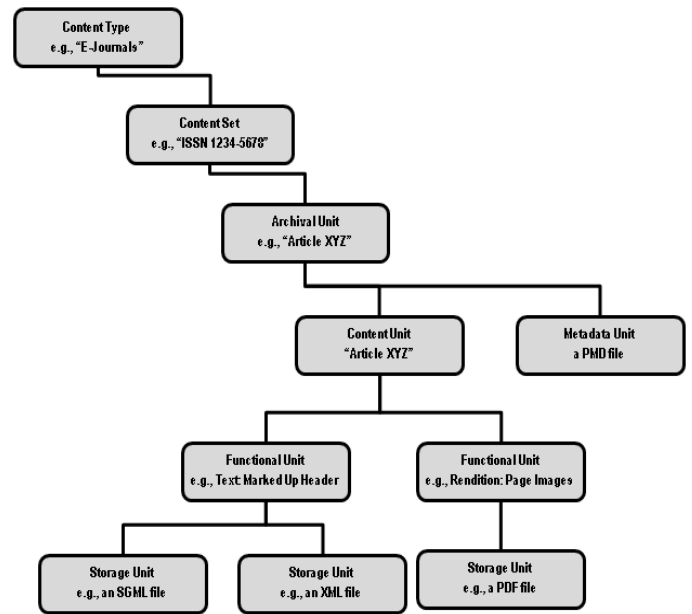 Content Type
e.g., “E-Journals”
Content Set
e.g., “ISSN 1234-5678”
Archival Unit
e.g., “Article XYZ”
Content Unit
“Article XYZ”
Metadata Unit
a PMD file
Functional Unit
e.g., Text: Marked Up Header
Functional Unit
e.g., Rendition: Page Images
Storage Unit
e.g., an SGML file
Storage Unit
e.g., an XML file
Storage Unit
e.g., a PDF file